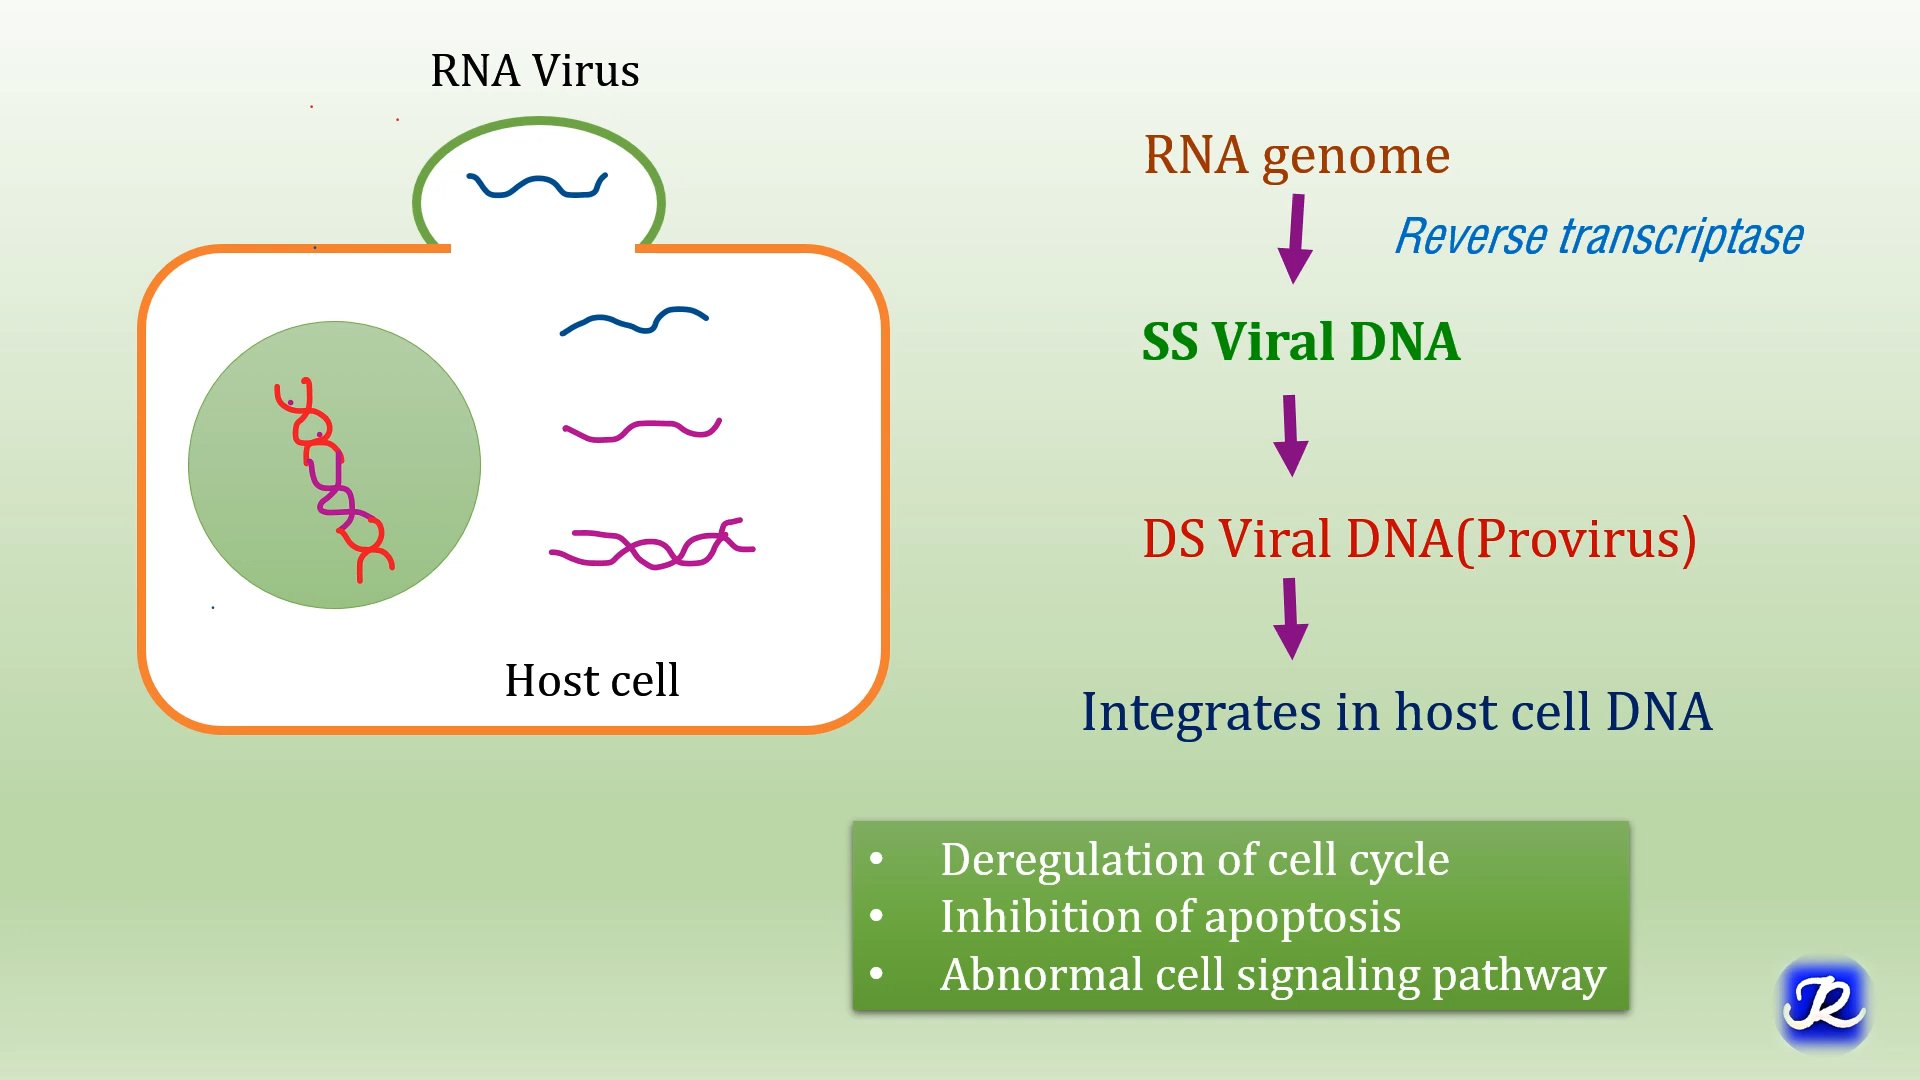 RNA Virus
Host cell
RNA genome
Reverse transcriptase
SS Viral DNA
DS Viral DNA(Provirus)
Integrates in host cell DNA
• Deregulation of cell cycle
• Inhibition of apoptosis
• Abnormal cell signaling pathway